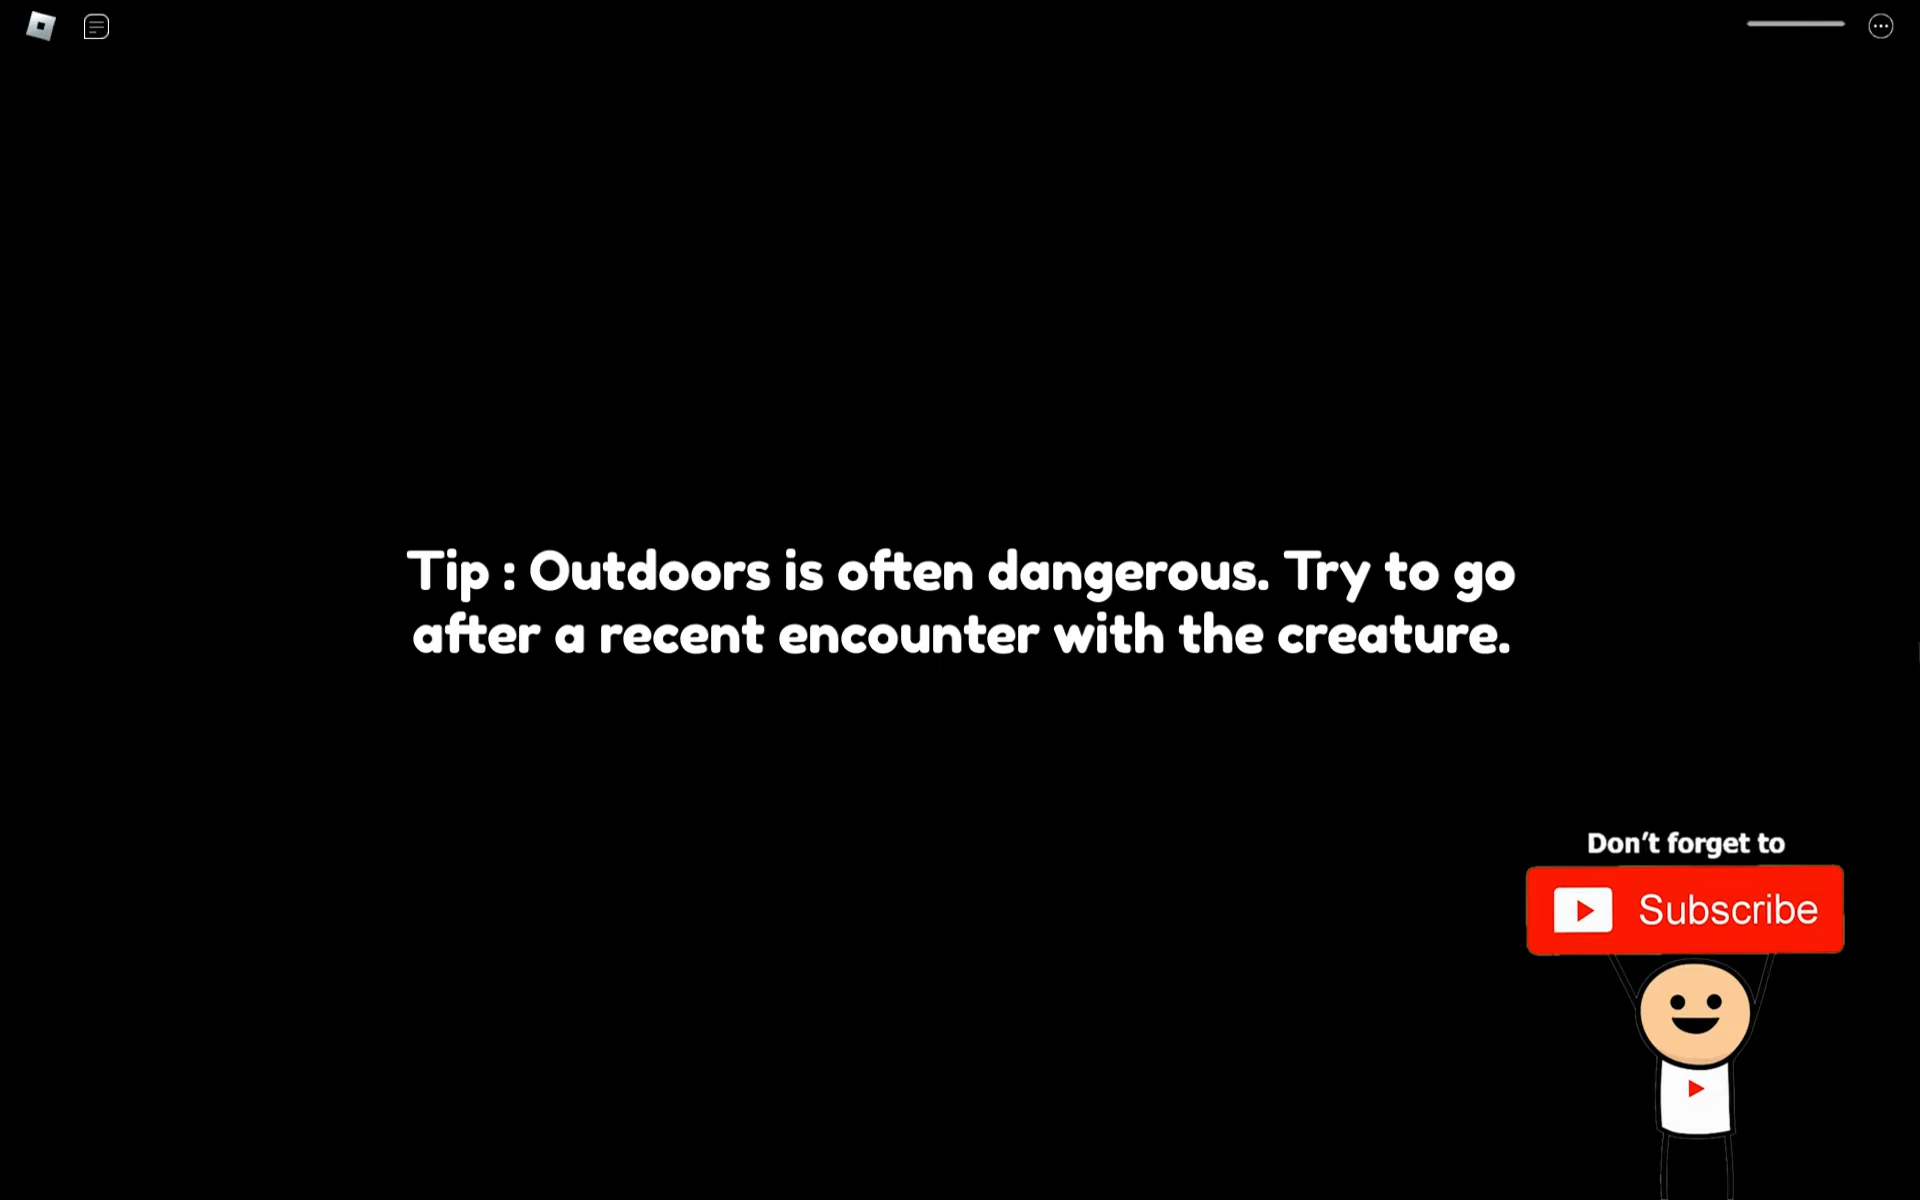 Tip : Outdoors is often dangerous. Try to go
after a recent encounter with the creature.
Don't forget to
Subscribe